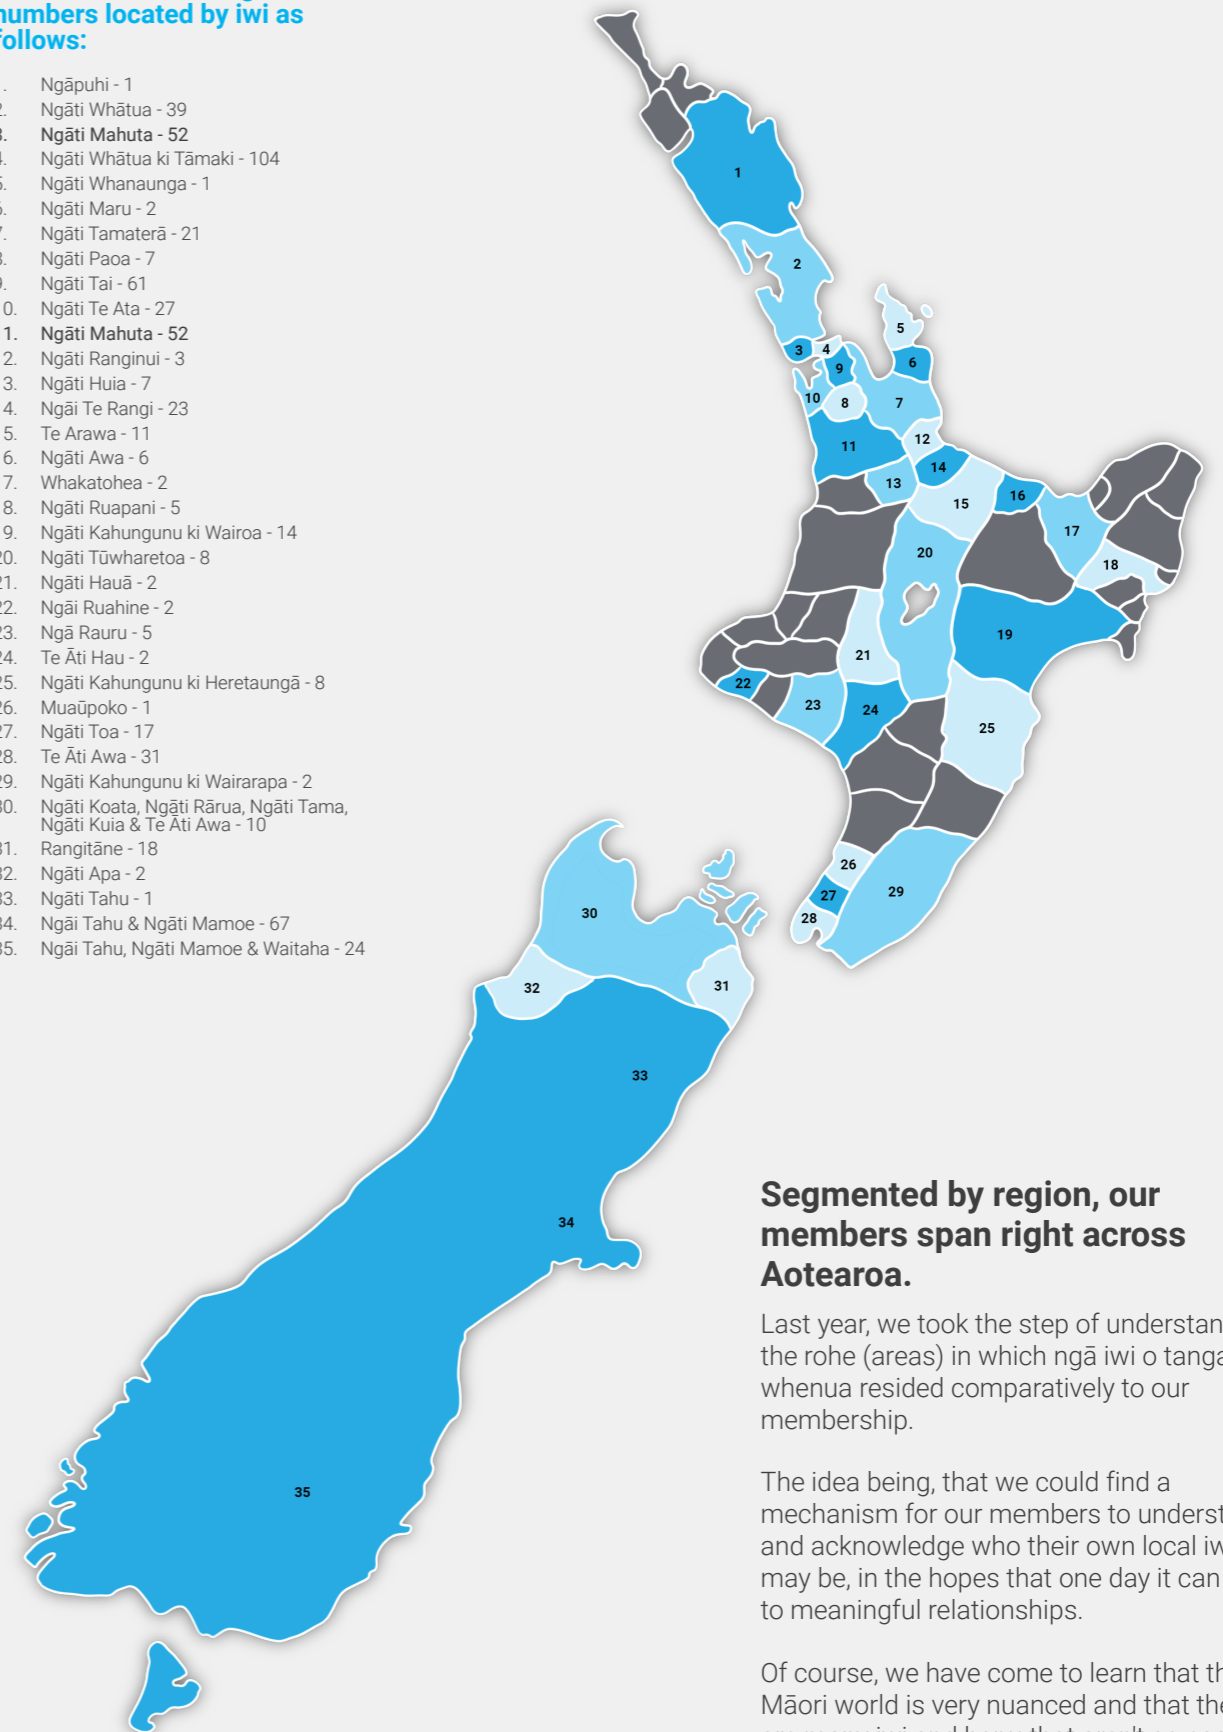 numbers located by iwi as
follows:
1. Ngāpuhi - 1
2. Ngāti Whātua - 39
3. Ngāti Mahuta - 52
4. Ngāti Whātua ki Tāmaki - 104
5. Ngāti Whanaunga - 1
6. Ngāti Maru - 2
7. Ngāti Tamaterā - 21
8. Ngāti Paoa - 7
9. Ngāti Tai - 61
10. Ngāti Te Ata - 27
11. Ngāti Mahuta - 52
12. Ngāti Ranginui - 3
13. Ngāti Huia - 7
14. Ngāi Te Rangi - 23
15. Te Arawa - 11
16. Ngāti Awa - 6
17. Whakatohea - 2
18. Ngāti Ruapani - 5
19. Ngāti Kahungunu ki Wairoa - 14
20. Ngāti Tūwharetoa - 8
21. Ngāti Hauā - 2
22. Ngāi Ruahine - 2
23. Ngā Rauru - 5
24. Te Āti Hau - 2
25. Ngāti Kahungunu ki Heretaungā - 8
26. Muaūpoko - 1
27. Ngāti Toa - 17
28. Te Āti Awa - 31
29. Ngāti Kahungunu ki Wairarapa - 2
30. Ngāti Koata, Ngāti Rārua, Ngāti Tama,
Ngāti Kuia & Te Āti Awa - 10
31. Rangitāne - 18
32. Ngāti Apa - 2
33. Ngāti Tahu - 1
34. Ngāi Tahu & Ngāti Mamoe - 67
35. Ngāi Tahu, Ngāti Mamoe & Waitaha - 24
1
2
3
4
5
6
9
10
8
7
11
12
13
14
15
16
17
18
20
19
21
22
23
24
25
26
27
28
29
30
31
32
33
34
35
Segmented by region, our
members span right across
Aotearoa.
Last year, we took the step of
the rohe (areas) in which ngā iwi o
whenua resided comparatively to our
membership.
The idea being, that we could find a
mechanism for our members to
and acknowledge who their own local
may be, in the hopes that one day it can
to meaningful relationships.
Of course, we have come to learn that
Māori world is very nuanced and that